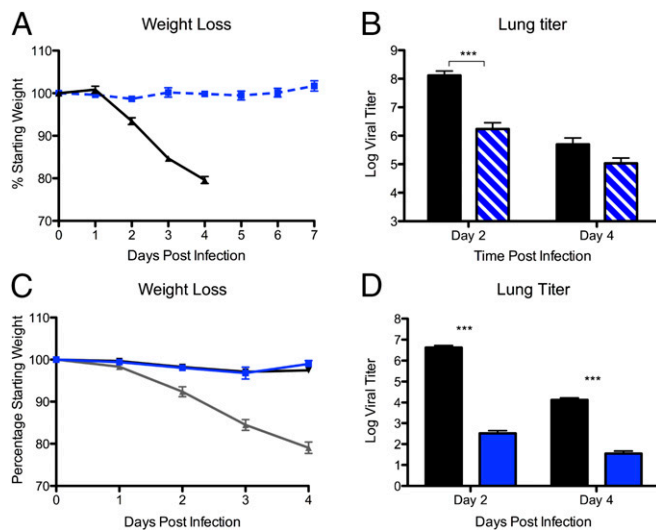 A
Weight Loss
% Starting Weight
110
100
90
80
70
0 1 2 3 4 5 6 7
Days Post Infection
B
Lung titer
Log Viral Titer
9
8
7
6
5
4
3
***
Day 2 Day 4
Time Post Infection
C
Weight Loss
Percentage Starting Weight
110
100
90
80
70
0 1 2 3 4
Days Post Infection
D
Lung Titer
Log Viral Titer
8
7
6
5
4
3
2
1
0
***
***
Day 2 Day 4
Days Post Infection